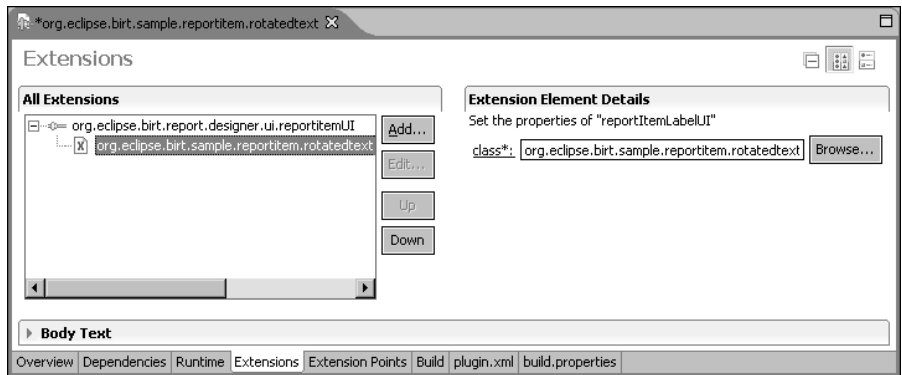 *org.eclipse.birt.sample.reportitem.rotatedtext
Extensions
All Extensions
org.eclipse.birt.report.designer.ui.reportitemUI
org.eclipse.birt.sample.reportitem.rotatedtext
Add...
Edit...
Up
Down
Extension Element Details
Set the properties of "reportItemLabelUI"
class*: org.eclipse.birt.sample.reportitem.rotatedtext Browse...
Body Text
Overview Dependencies Runtime Extensions Extension Points Build plugin.xml build.properties